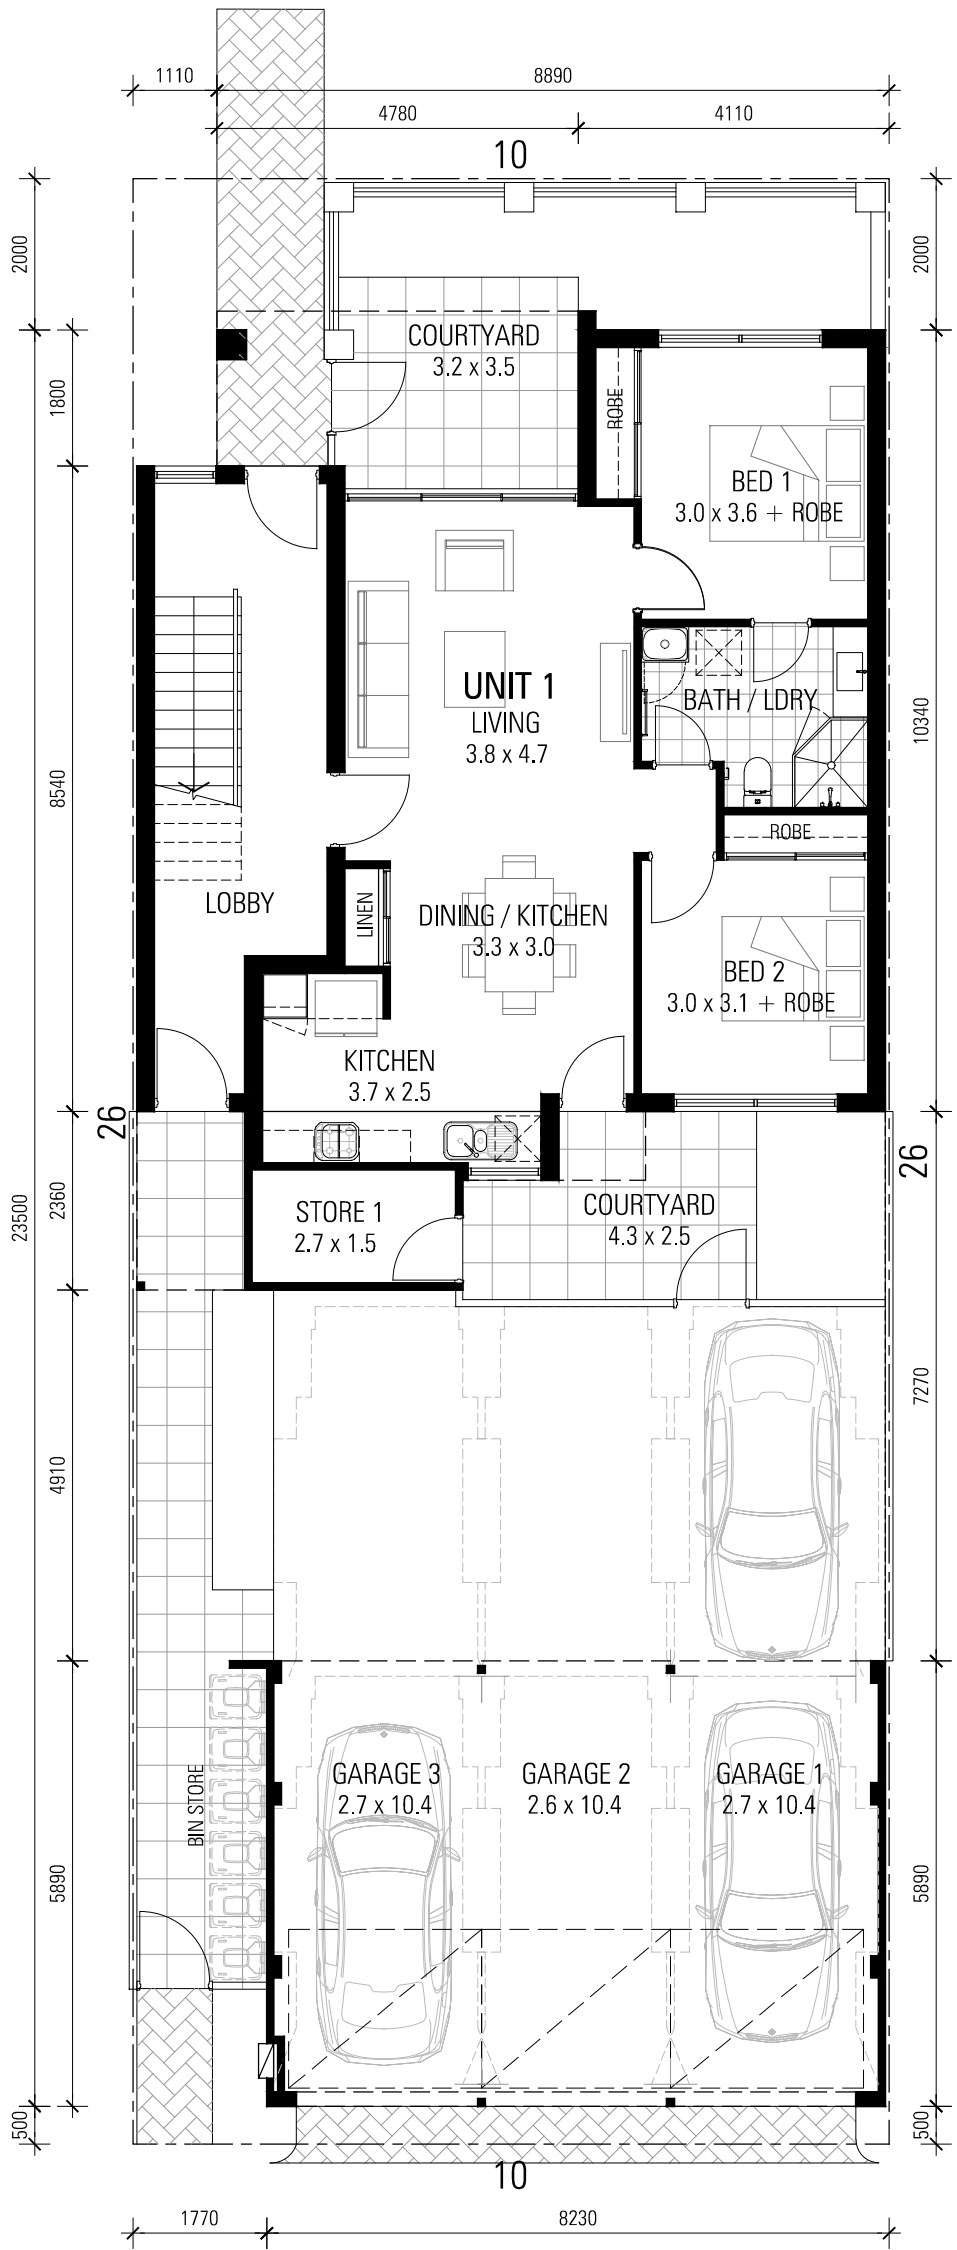 1110
8890
4780
4110
10
2000
2000
COURTYARD
3.2 x 3.5
1800
ROBE
BED 1
3.0 x 3.6 + ROBE
UNIT 1
LIVING
3.8 x 4.7
BATH / LDRY
10340
8540
ROBE
LOBBY
LINEN
DINING / KITCHEN
3.3 x 3.0
BED 2
3.0 x 3.1 + ROBE
KITCHEN
3.7 x 2.5
26
26
23500
2360
STORE 1
2.7 x 1.5
COURTYARD
4.3 x 2.5
7270
4910
GARAGE 3
2.7 x 10.4
GARAGE 2
2.6 x 10.4
GARAGE 1
2.7 x 10.4
BIN STORE
5890
5890
500
500
10
1770
8230